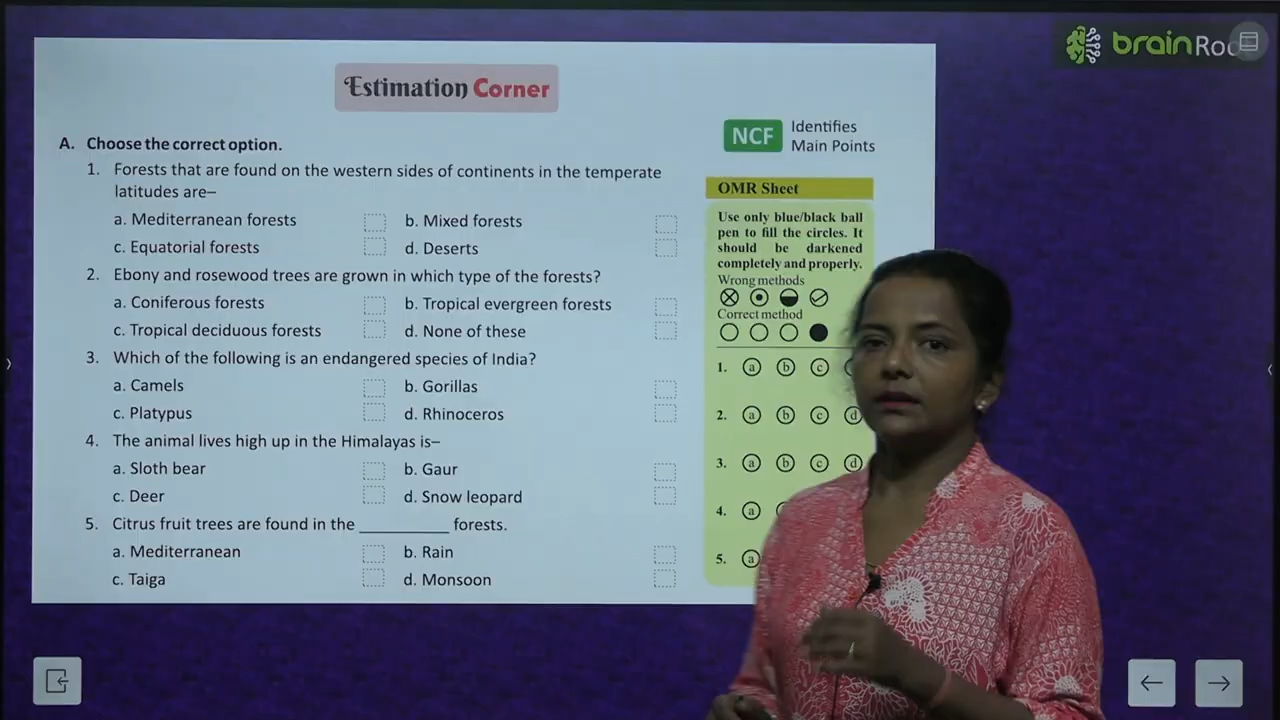 brainRoo
Estimation Corner
A. Choose the correct option.
NCF Identifies
Main Points
1. Forests that are found on the western sides of continents in the temperate
latitudes are–
a. Mediterranean forests b. Mixed forests
c. Equatorial forests d. Deserts
2. Ebony and rosewood trees are grown in which type of the forests?
a. Coniferous forests b. Tropical evergreen forests
c. Tropical deciduous forests d. None of these
3. Which of the following is an endangered species of India?
a. Camels b. Gorillas
c. Platypus d. Rhinoceros
4. The animal lives high up in the Himalayas is–
a. Sloth bear b. Gaur
c. Deer d. Snow leopard
5. Citrus fruit trees are found in the __________ forests.
a. Mediterranean b. Rain
c. Taiga d. Monsoon
OMR Sheet
Use only blue/black ball
pen to fill the circles. It
should be darkened
completely and properly.
Wrong methods
Correct method
1. a b c
2. a b c d
3. a b c d
4. a
5. a